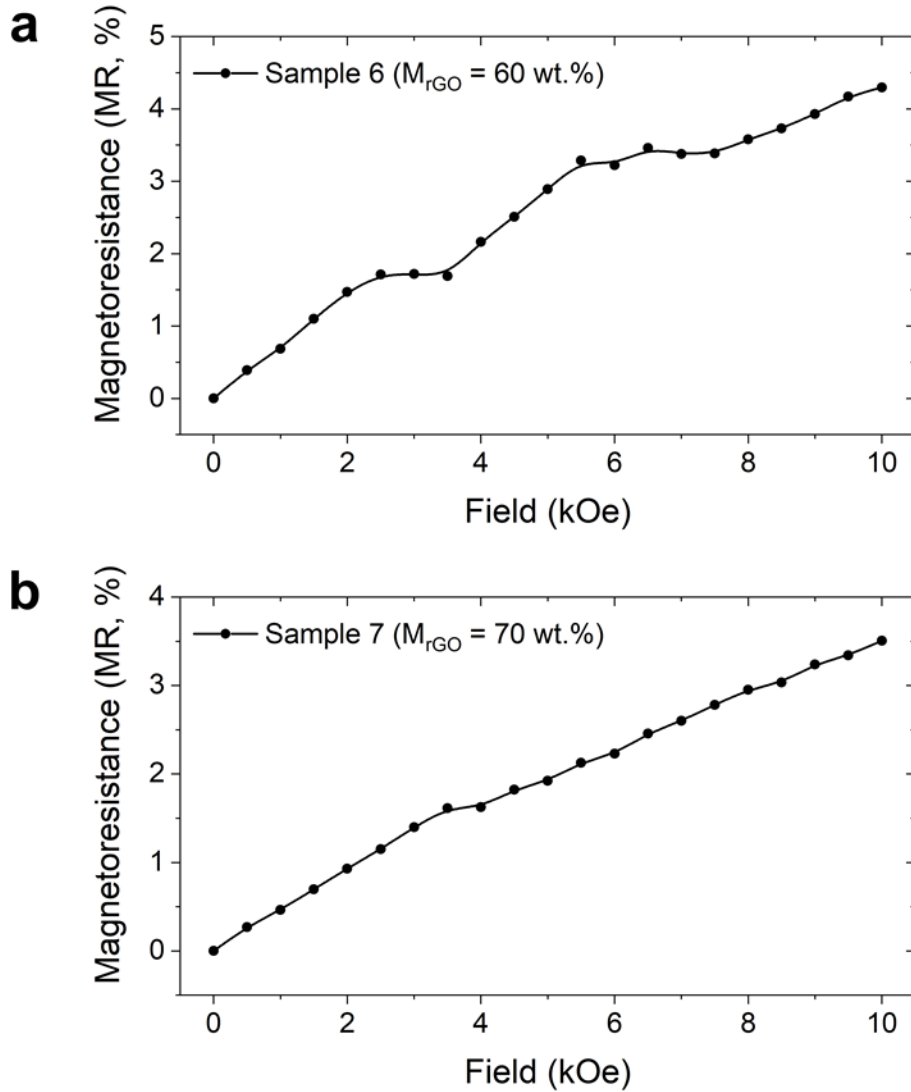 a
Magnetoresistance (MR, %)
5
4
3
2
1
0
Sample 6 (MrGO = 60 wt.%)
0 2 4 6 8 10
Field (kOe)
b
Magnetoresistance (MR, %)
4
3
2
1
0
Sample 7 (MrGO = 70 wt.%)
0 2 4 6 8 10
Field (kOe)